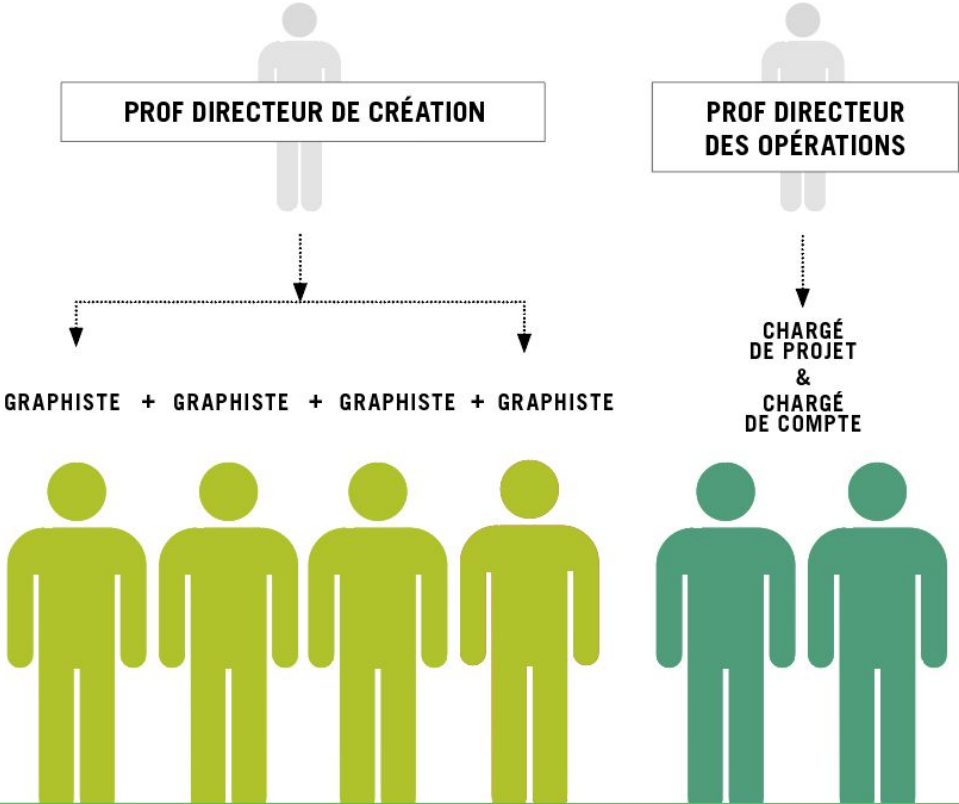 PROF DIRECTEUR DE CRÉATION
PROF DIRECTEUR
DES OPÉRATIONS
GRAPHISTE + GRAPHISTE + GRAPHISTE + GRAPHISTE
CHARGÉ
DE PROJET
&
CHARGÉ
DE COMPTE